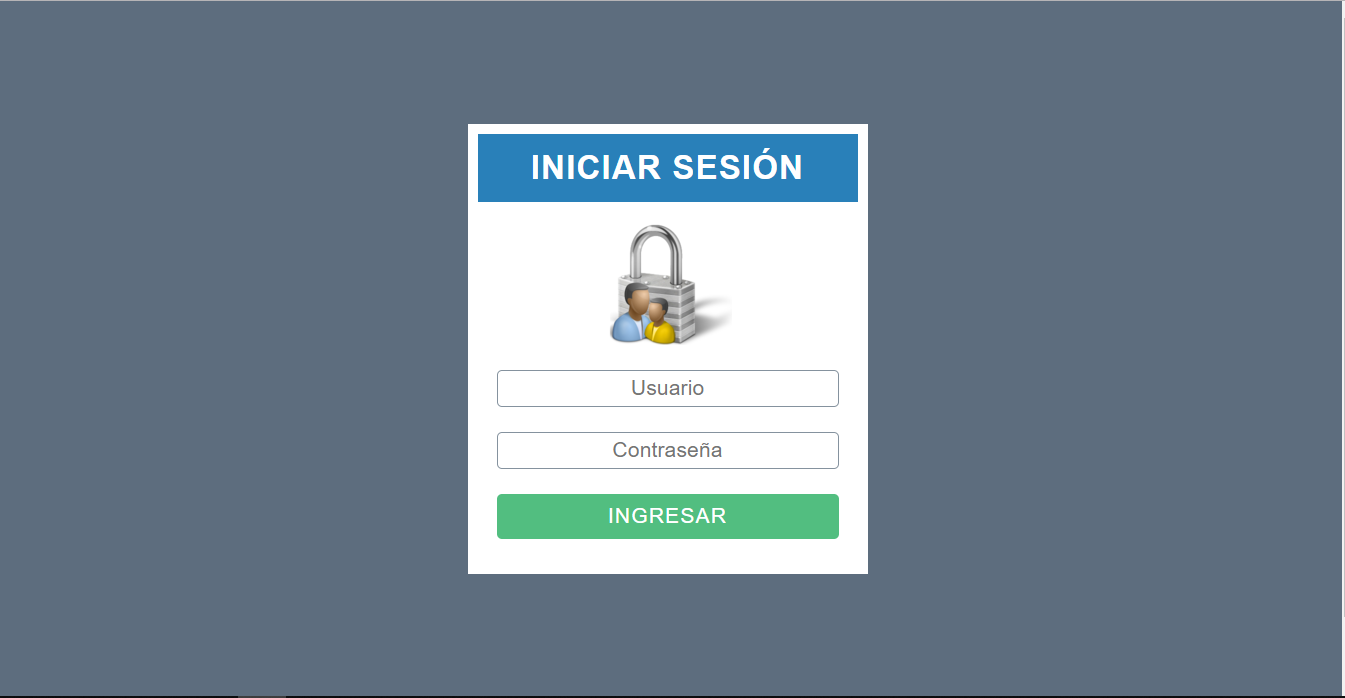 INICIAR SESIÓN
Usuario
Contraseña
INGRESAR